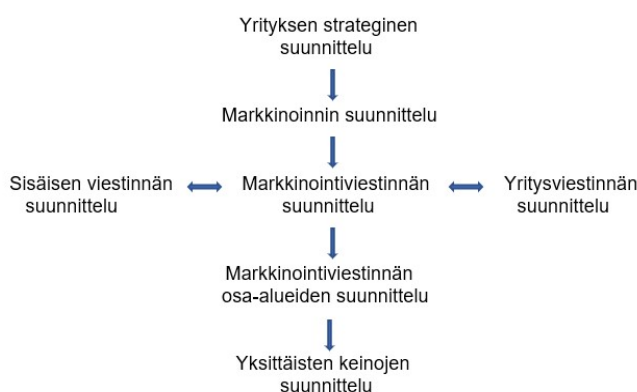 Yrityksen strateginen
suunnittelu
Markkinoinnin suunnittelu
Sisäisen viestinnän
suunnittelu
Markkinointiviestinnän
suunnittelu
Yritysviestinnän
suunnittelu
Markkinointiviestinnän
osa-alueiden suunnittelu
Yksittäisten keinojen
suunnittelu